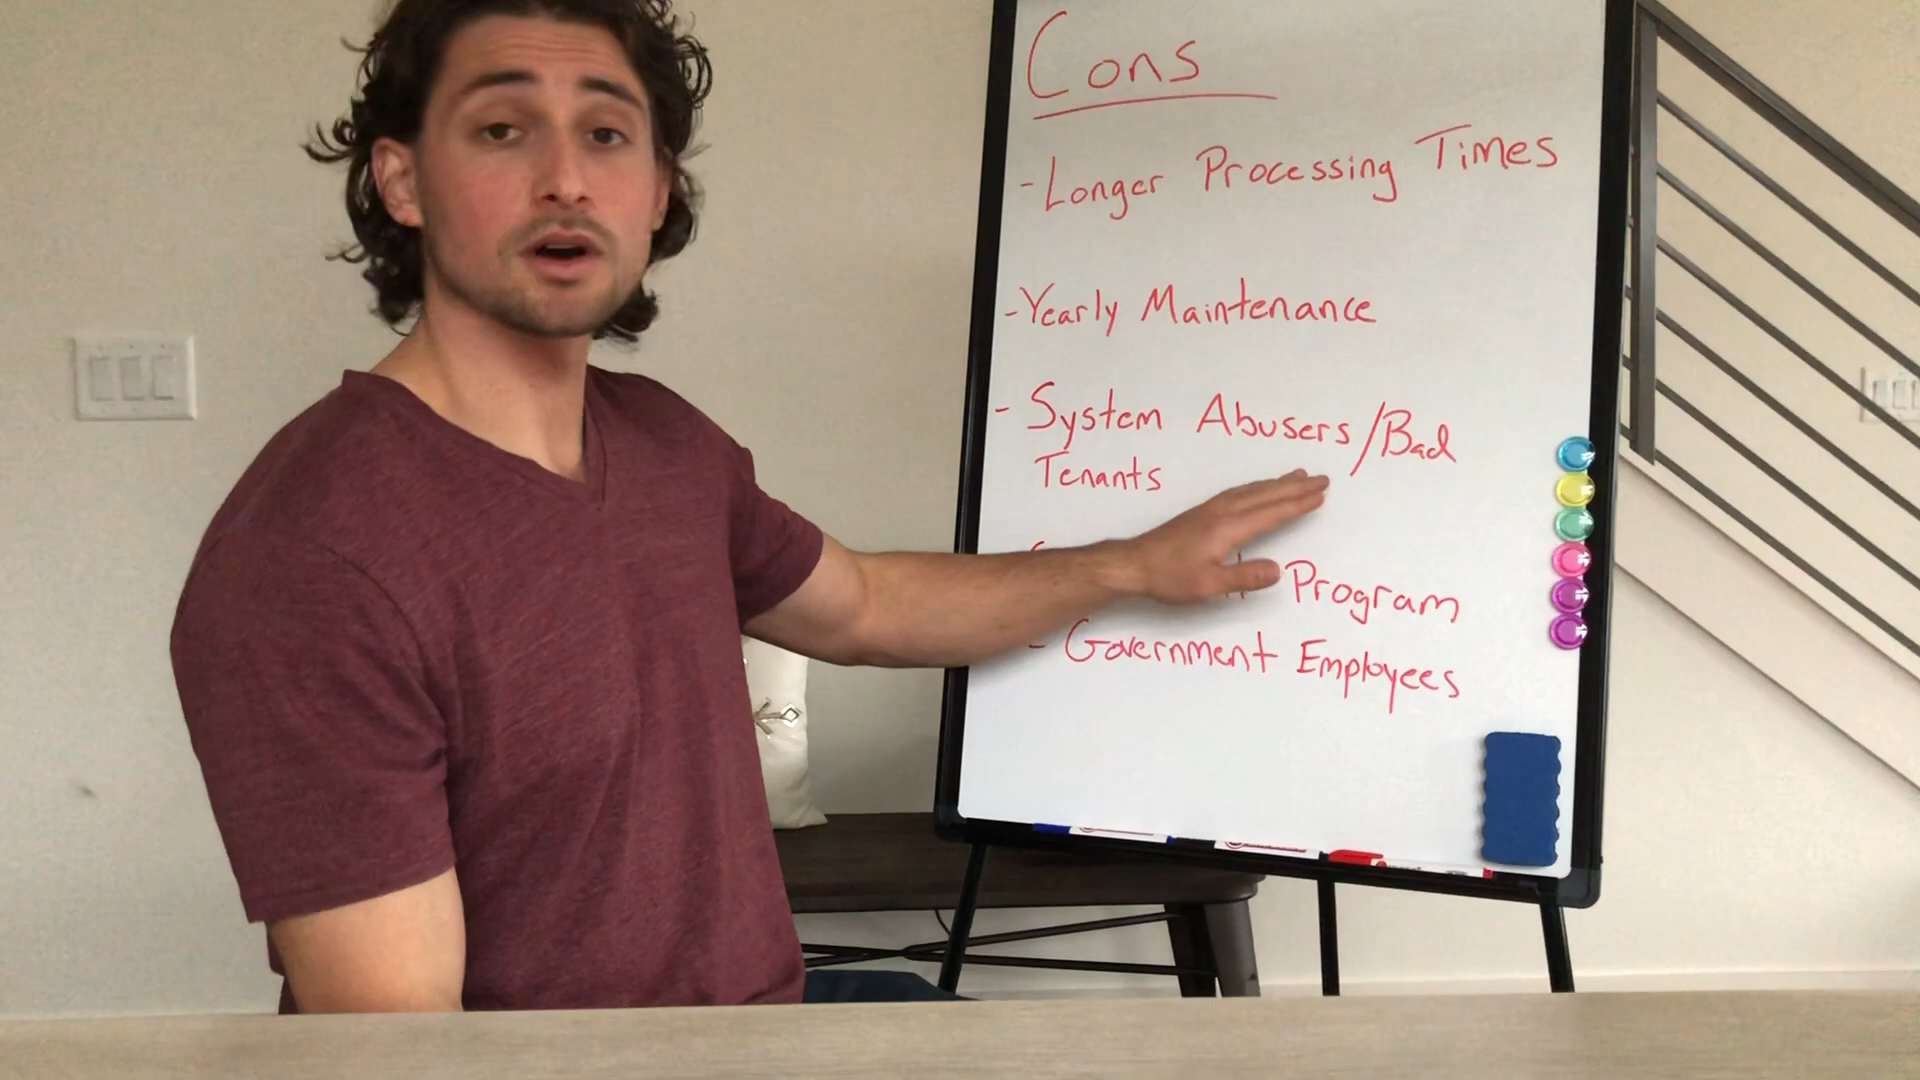 Cons
- Longer Processing Times
- Yearly Maintenance
- System Abusers/Bad
Tenants
Program
- Government Employees